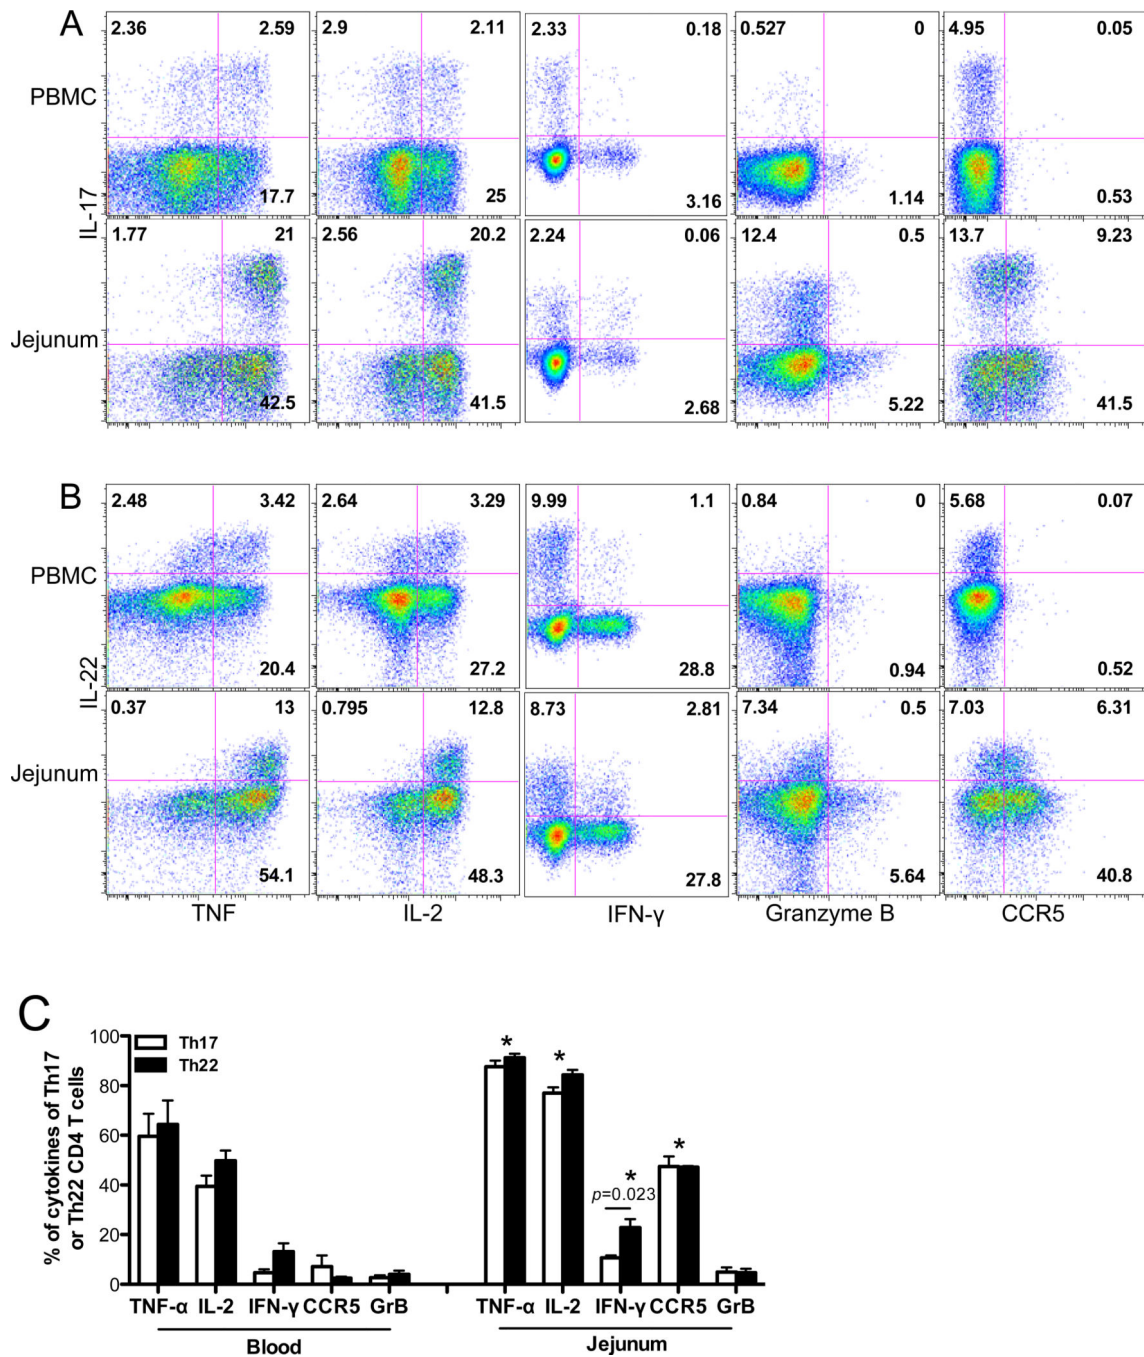 A
2.36 2.59 2.9 2.11 2.33 0.18 0.527 0 4.95 0.05
PBMC
17.7 25 3.16 1.14 0.53
IL-17
1.77 21 2.56 20.2 2.24 0.06 12.4 0.5 13.7 9.23
Jejunum
42.5 41.5 2.68 5.22 41.5
B
2.48 3.42 2.64 3.29 9.99 1.1 0.84 0 5.68 0.07
PBMC
20.4 27.2 28.8 0.94 0.52
IL-22
0.37 13 0.795 12.8 8.73 2.81 7.34 0.5 7.03 6.31
Jejunum
54.1 48.3 27.8 5.64 40.8
TNF IL-2 IFN-γ Granzyme B CCR5
C
% of cytokines of Th17
or Th22 CD4 T cells
100
80
60
40
20
0
Th17
Th22
* * * *
p=0.023
TNF-α IL-2 IFN-γ CCR5 GrB TNF-α IL-2 IFN-γ CCR5 GrB
Blood Jejunum